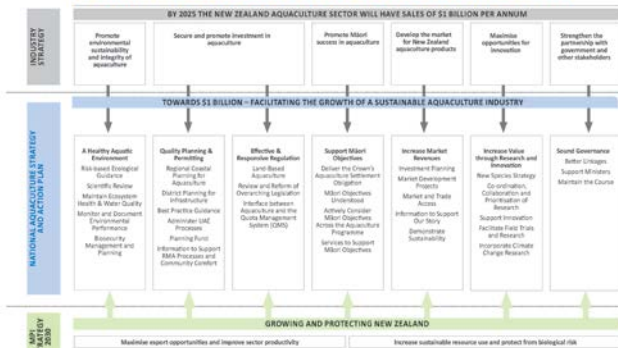 INDUSTRY
STRATEGY
BY 2025 THE NEW ZEALAND AQUACULTURE SECTOR WILL HAVE SALES OF $1 BILLION PER ANNUM
Promote
environmental
sustainability
and integrity of
aquaculture
Secure and promote investment in
aquaculture
Promote Māori
success in aquaculture
Develop the market
for New Zealand
aquaculture products
Maximise
opportunities for
innovation
Strengthen the
partnership with
government and
other stakeholders
NATIONAL AQUACULTURE STRATEGY
AND ACTION PLAN
TOWARDS $1 BILLION – FACILITATING THE GROWTH OF A SUSTAINABLE AQUACULTURE INDUSTRY
A Healthy Aquatic
Environment
Risk-based Ecological
Guidance
Scientific Review
Maintain Ecosystem
Health & Water Quality
Monitor and Document
Environmental
Performance
Biosecurity
Management and
Planning
Quality Planning &
Permitting
Regional Coastal
Planning for
Aquaculture
District Planning for
Infrastructure
Best Practice Guidance
Administer UAE
Processes
Planning Fund
Information to Support
RMA Processes and
Community Comfort
Effective &
Responsive Regulation
Land-Based
Aquaculture
Review and Reform of
Overarching Legislation
Interface between
Aquaculture and the
Quota Management
System (QMS)
Support Māori
Objectives
Deliver the Crown's
Aquaculture Settlement
Obligation
Māori Objectives
Understood
Actively Consider
Māori Objectives
Across the Aquaculture
Programme
Services to Support
Māori Objectives
Increase Market
Revenues
Investment Planning
Market Development
Projects
Market and Trade
Access
Information to Support
Our Story
Demonstrate
Sustainability
Increase Value
through Research and
Innovation
New Species Strategy
Co-ordination,
Collaboration and
Prioritisation of
Research
Support Innovation
Facilitate Field Trials
and Research
Incorporate Climate
Change Research
Sound Governance
Better Linkages
Support Ministers
Maintain the Course
MPI
STRATEGY
2030
GROWING AND PROTECTING NEW ZEALAND
Maximise export opportunities and improve sector productivity
Increase sustainable resource use and protect from biological risk